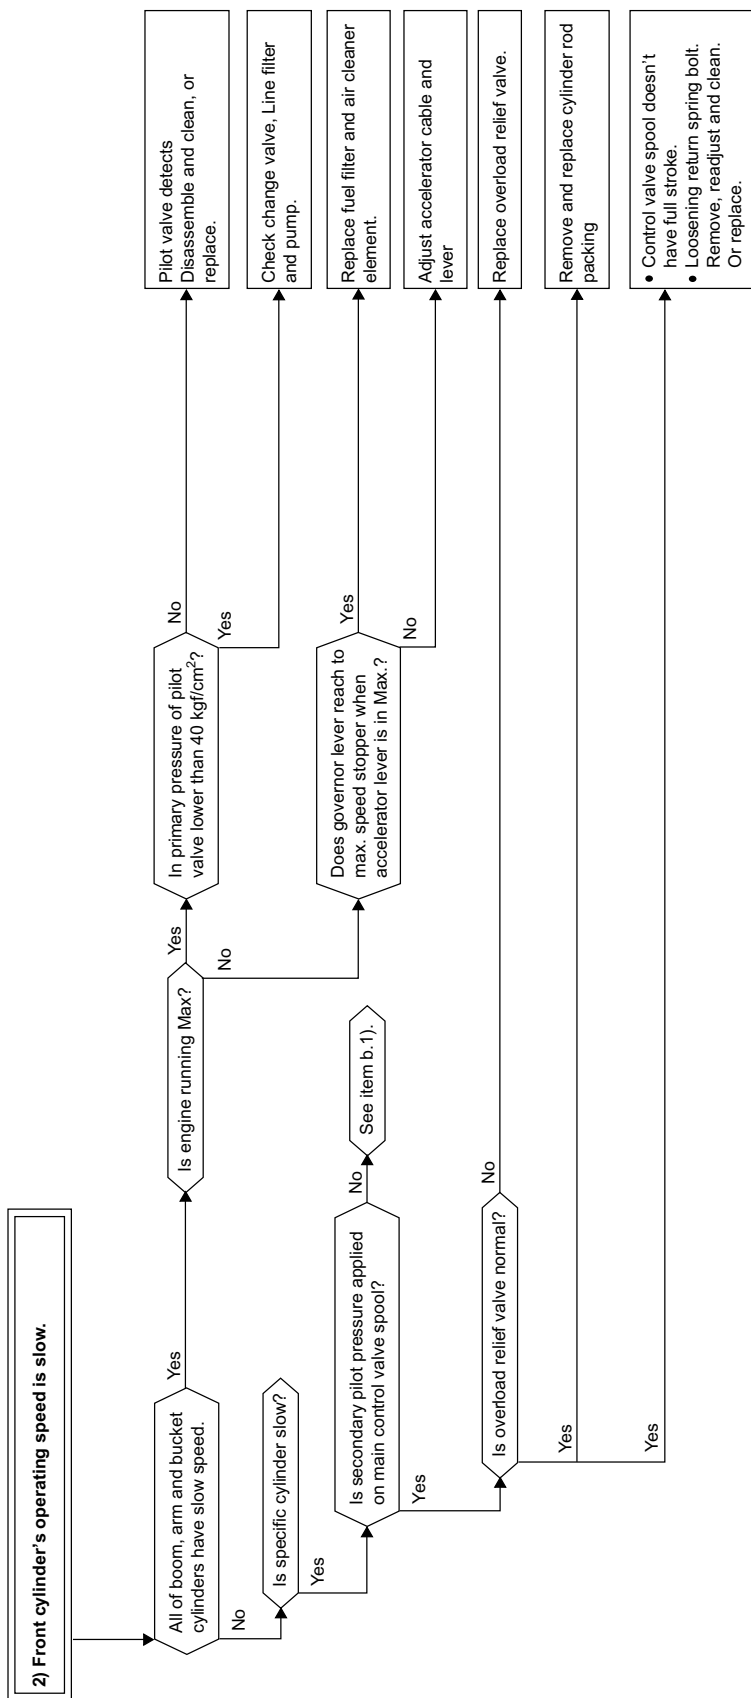 2) Front cylinder's operating speed is slow.
All of boom, arm and bucket
cylinders have slow speed.
Yes
No
Is engine running Max?
Yes
No
In primary pressure of pilot
valve lower than 40 kgf/cm²?
No
Yes
Pilot valve detects
Disassemble and clean, or
replace.
Check change valve, Line filter
and pump.
Does governor lever reach to
max. speed stopper when
accelerator lever is in Max.?
Yes
No
Replace fuel filter and air cleaner
element.
Adjust accelerator cable and
lever
Is specific cylinder slow?
Yes
Is secondary pilot pressure applied
on main control valve spool?
No
Yes
See item b.1).
Is overload relief valve normal?
No
Yes
Yes
Replace overload relief valve.
Remove and replace cylinder rod
packing
• Control valve spool doesn't
have full stroke.
• Loosening return spring bolt.
Remove, readjust and clean.
Or replace.